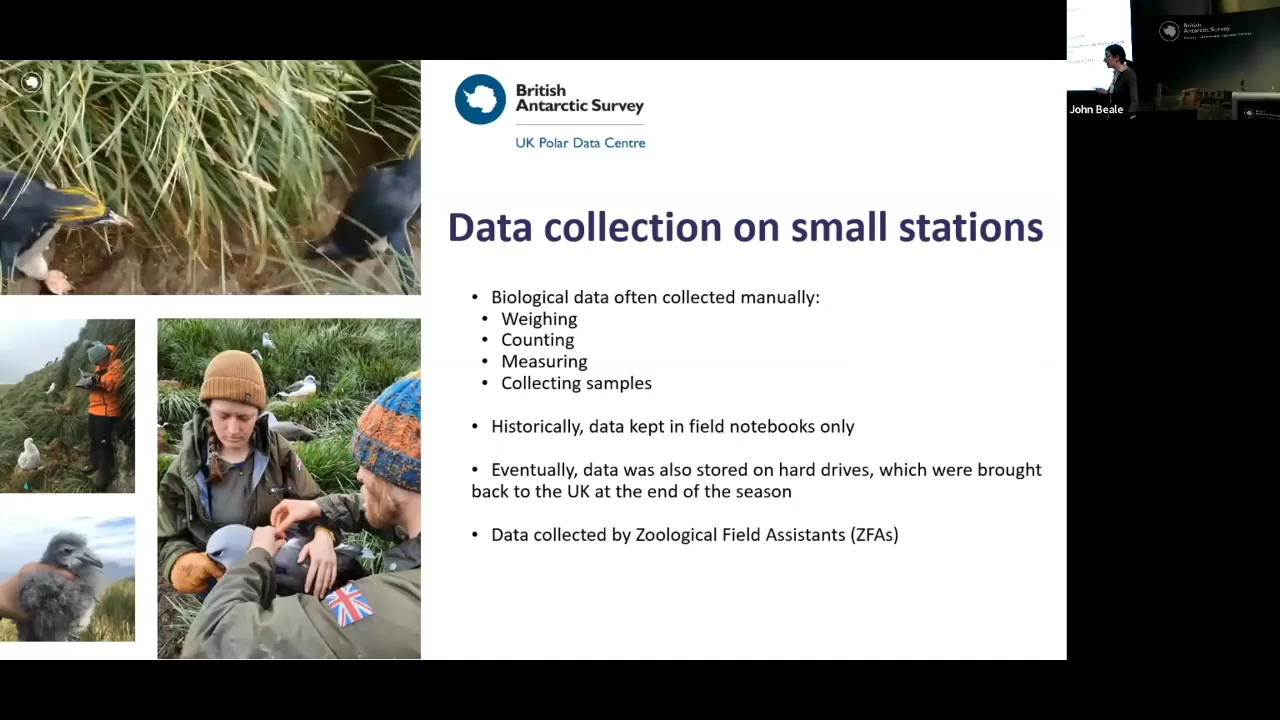 British
Antarctic Survey
UK Polar Data Centre
Data collection on small stations
• Biological data often collected manually:
• Weighing
• Counting
• Measuring
• Collecting samples
• Historically, data kept in field notebooks only
• Eventually, data was also stored on hard drives, which were brought
back to the UK at the end of the season
• Data collected by Zoological Field Assistants (ZFAs)
British
Antarctic Survey
John Beale